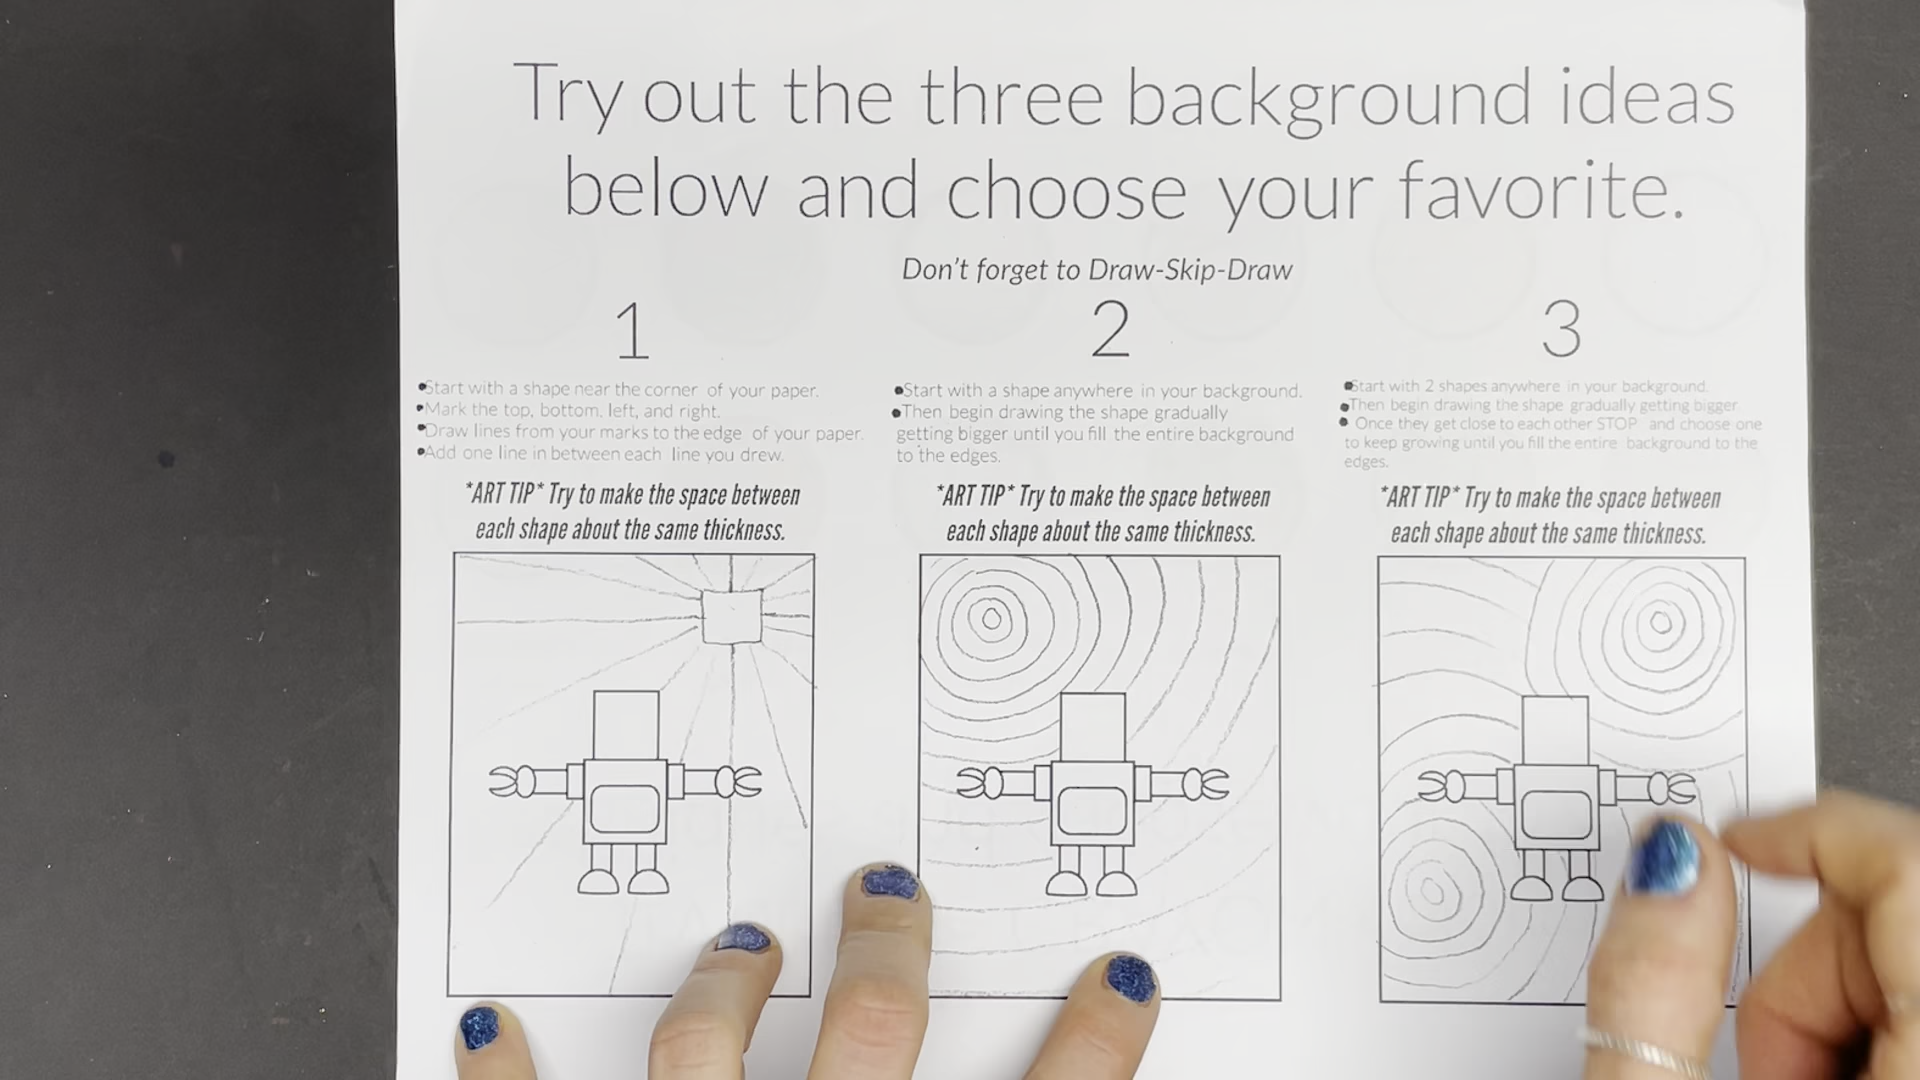 Try out the three background ideas
below and choose your favorite.
Don't forget to Draw-Skip-Draw
1
•Start with a shape near the corner of your paper.
•Mark the top, bottom, left, and right.
•Draw lines from your marks to the edge of your paper.
•Add one line in between each line you drew.
*ART TIP* Try to make the space between
each shape about the same thickness.
2
•Start with a shape anywhere in your background.
•Then begin drawing the shape gradually
getting bigger until you fill the entire background
to the edges.
*ART TIP* Try to make the space between
each shape about the same thickness.
3
•Start with 2 shapes anywhere in your background.
•Then begin drawing the shape gradually getting bigger.
• Once they get close to each other STOP and choose one
to keep growing until you fill the entire background to the
edges.
*ART TIP* Try to make the space between
each shape about the same thickness.